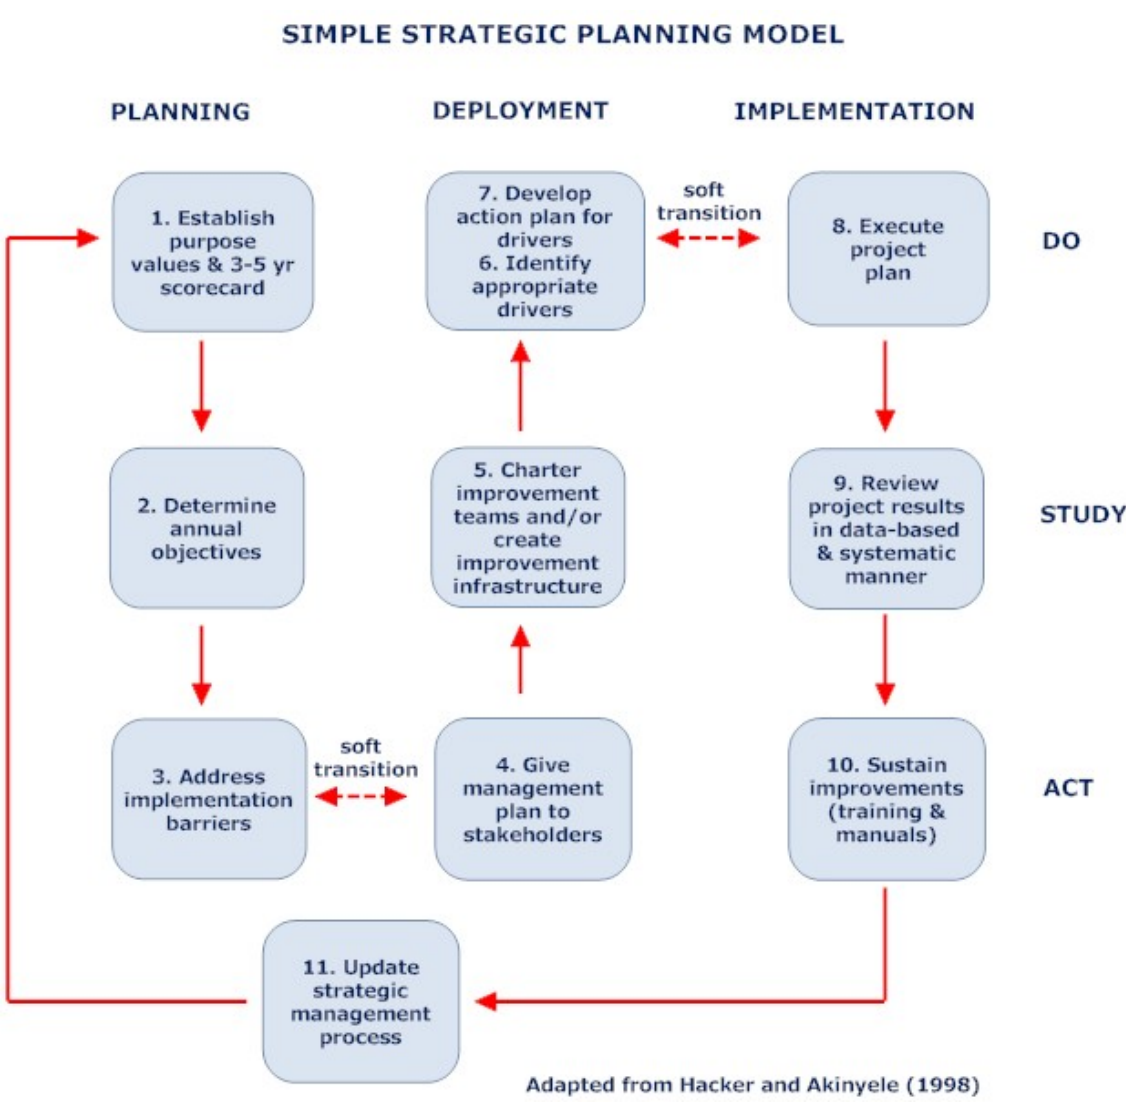 SIMPLE STRATEGIC PLANNING MODEL
PLANNING
DEPLOYMENT
IMPLEMENTATION
1. Establish
purpose
values & 3-5 yr
scorecard
7. Develop
action plan for
drivers
6. Identify
appropriate
drivers
soft
transition
8. Execute
project
plan
DO
2. Determine
annual
objectives
5. Charter
improvement
teams and/or
create
improvement
infrastructure
9. Review
project results
in data-based
& systematic
manner
STUDY
3. Address
implementation
barriers
soft
transition
4. Give
management
plan to
stakeholders
10. Sustain
improvements
(training &
manuals)
ACT
11. Update
strategic
management
process
Adapted from Hacker and Akinyele (1998)